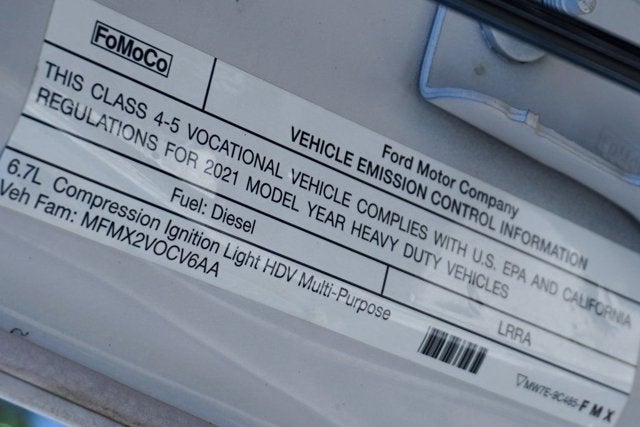 FoMoCo
Ford Motor Company
VEHICLE EMISSION CONTROL INFORMATION
THIS CLASS 4-5 VOCATIONAL VEHICLE COMPLIES WITH U.S. EPA AND CALIFORNIA
REGULATIONS FOR 2021 MODEL YEAR HEAVY DUTY VEHICLES
Fuel: Diesel
LRRA
6.7L Compression Ignition Light HDV Multi-Purpose
Veh Fam: MFMX2VOCV6AA
MW7E-9C485-FMX